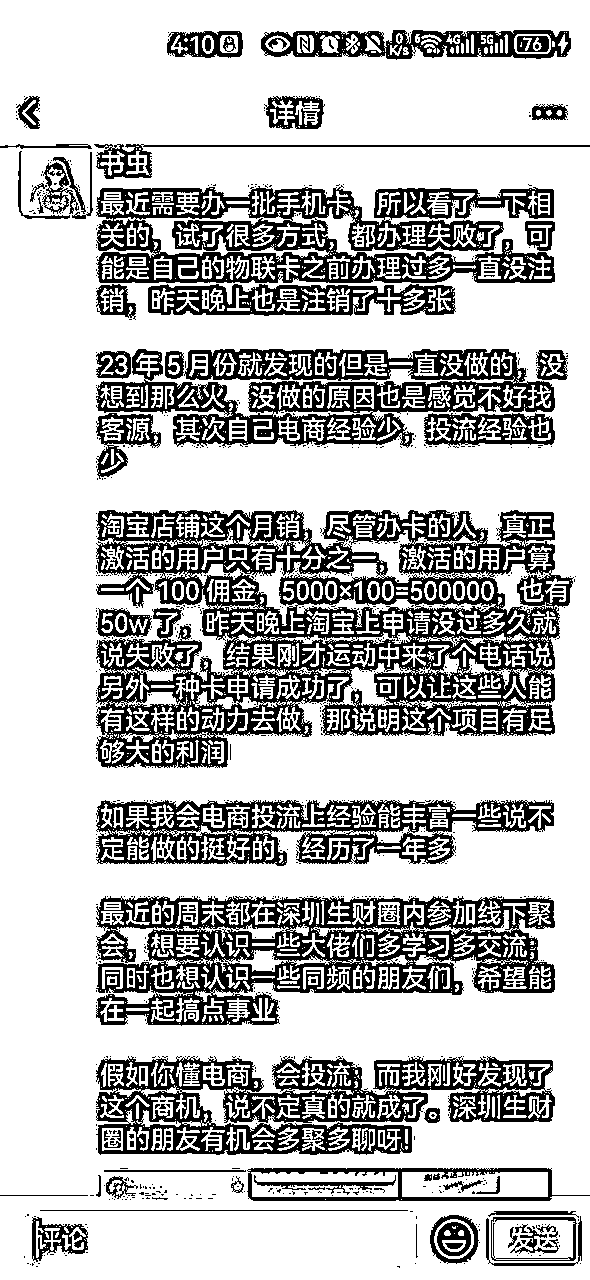 4:10 0 K/s 6 4G 5G 76
详情
书虫
最近需要办一批手机卡，所以看了一下相
关的，试了很多方式，都办理失败了，可
能是自己的物联卡之前办理过多一直没注
销，昨天晚上也是注销了十多张
23 年 5 月份就发现的但是一直没做的，没
想到那么火，没做的原因也是感觉不好找
客源，其次自己电商经验少，投流经验也
少
淘宝店铺这个月销，尽管办卡的人，真正
激活的用户只有十分之一，激活的用户算
一个 100 佣金，5000×100=500000，也有
50w 了，昨天晚上淘宝上申请没过多久就
说失败了，结果刚才运动中来了个电话说
另外一种卡申请成功了，可以让这些人能
有这样的动力去做，那说明这个项目有足
够大的利润
如果我会电商投流上经验能丰富一些说不
定能做的挺好的，经历了一年多
最近的周末都在深圳生财圈内参加线下聚
会，想要认识一些大佬们多学习多交流；
同时也想认识一些同频的朋友们，希望能
在一起搞点事业
假如你懂电商，会投流；而我刚好发现了
这个商机，说不定真的就成了。深圳生财
圈的朋友有机会多聚多聊呀！
评论
发送